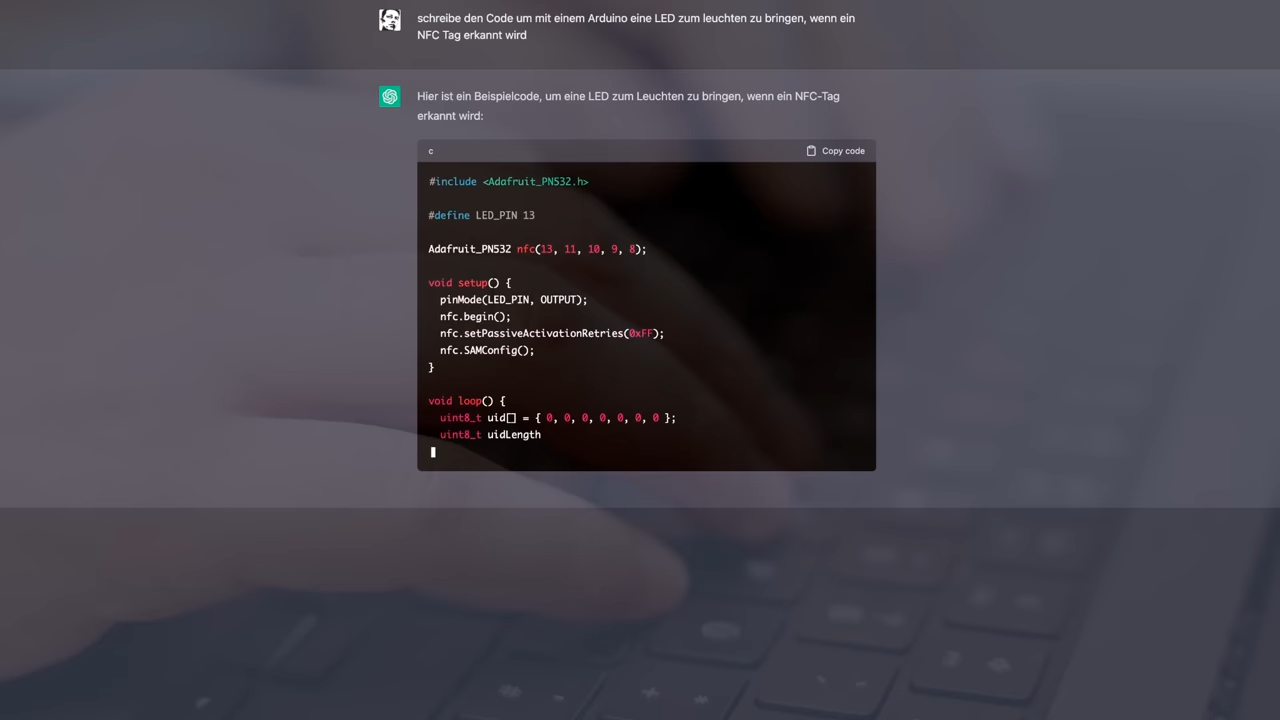 schreibe den Code um mit einem Arduino eine LED zum leuchten zu bringen, wenn ein
NFC Tag erkannt wird
Hier ist ein Beispielcode, um eine LED zum Leuchten zu bringen, wenn ein NFC-Tag
erkannt wird:
c Copy code
#include <Adafruit_PN532.h>
#define LED_PIN 13
Adafruit_PN532 nfc(13, 11, 10, 9, 8);
void setup() {
pinMode(LED_PIN, OUTPUT);
nfc.begin();
nfc.setPassiveActivationRetries(0xFF);
nfc.SAMConfig();
}
void loop() {
uint8_t uid[] = { 0, 0, 0, 0, 0, 0, 0 };
uint8_t uidLength